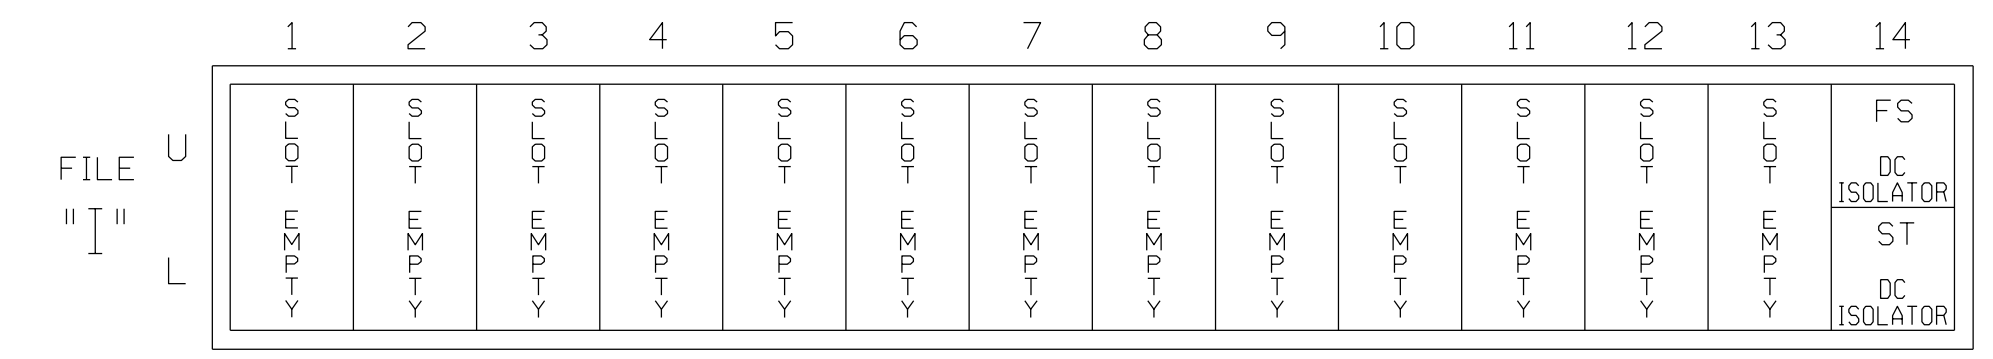 1 2 3 4 5 6 7 8 9 10 11 12 13 14
FILE
"I"
U
L
SLOT EMPTY
SLOT EMPTY
SLOT EMPTY
SLOT EMPTY
SLOT EMPTY
SLOT EMPTY
SLOT EMPTY
SLOT EMPTY
SLOT EMPTY
SLOT EMPTY
SLOT EMPTY
SLOT EMPTY
SLOT EMPTY
FS
DC
ISOLATOR
ST
DC
ISOLATOR